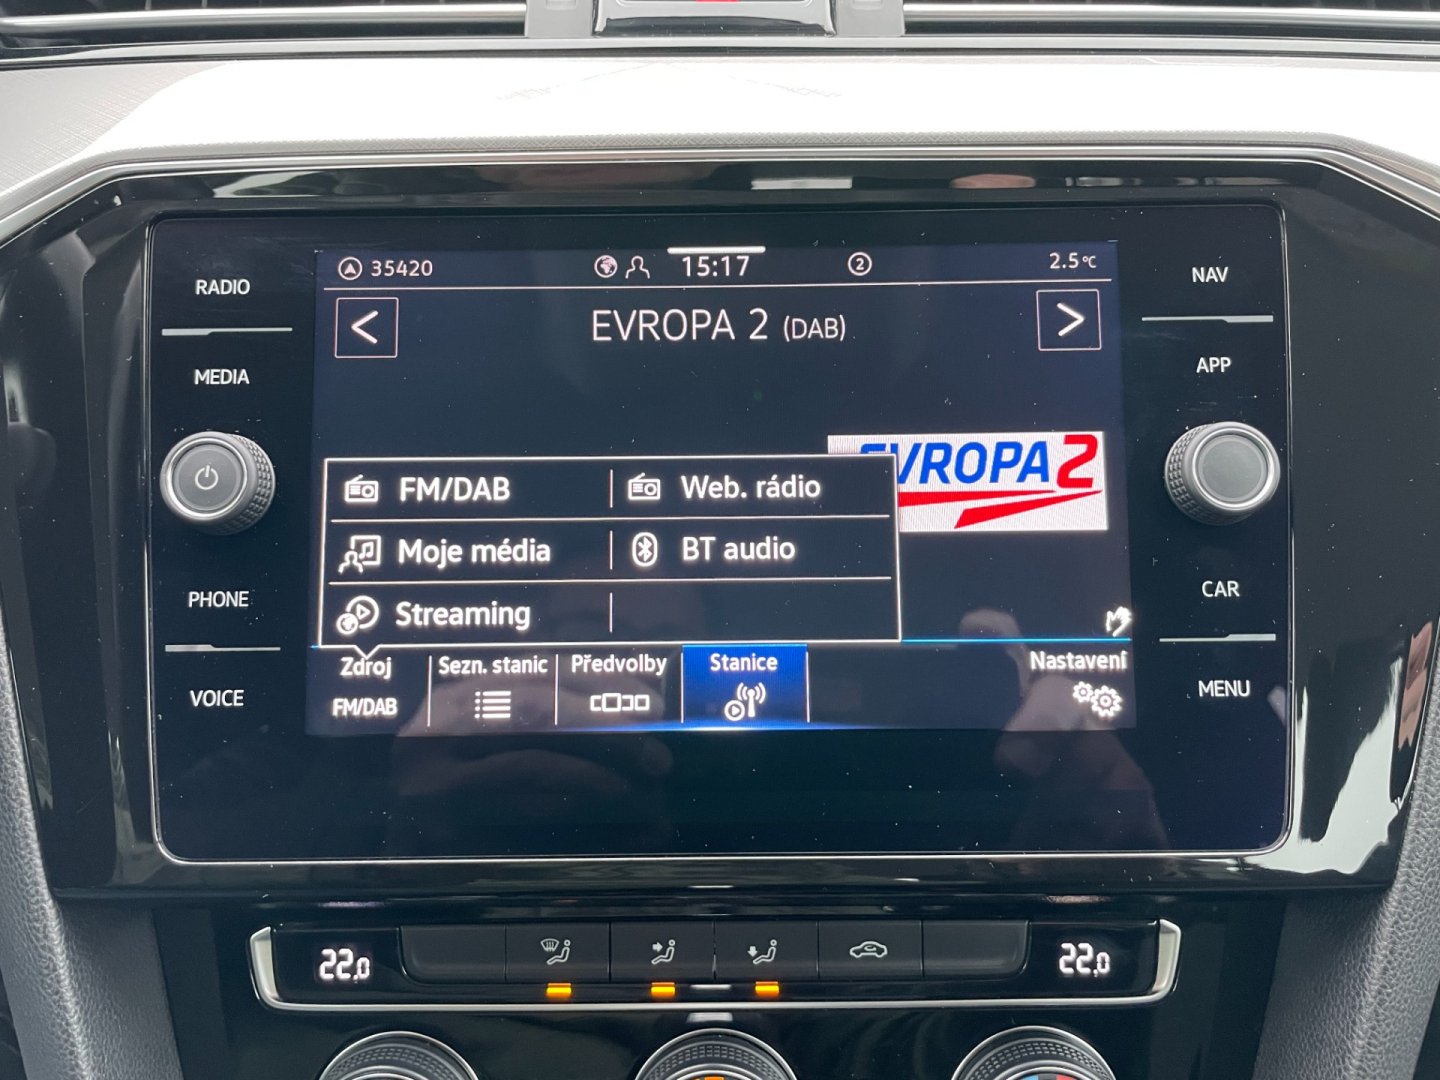 RADIO
MEDIA
PHONE
VOICE
35420
15:17
2
2.5°C
<
EVROPA 2 (DAB)
>
EVROPA 2
FM/DAB
Web. rádio
Moje média
BT audio
Streaming
Zdroj
FM/DAB
Sezn. stanic
Předvolby
Stanice
Nastavení
NAV
APP
CAR
MENU
22,0
22,0